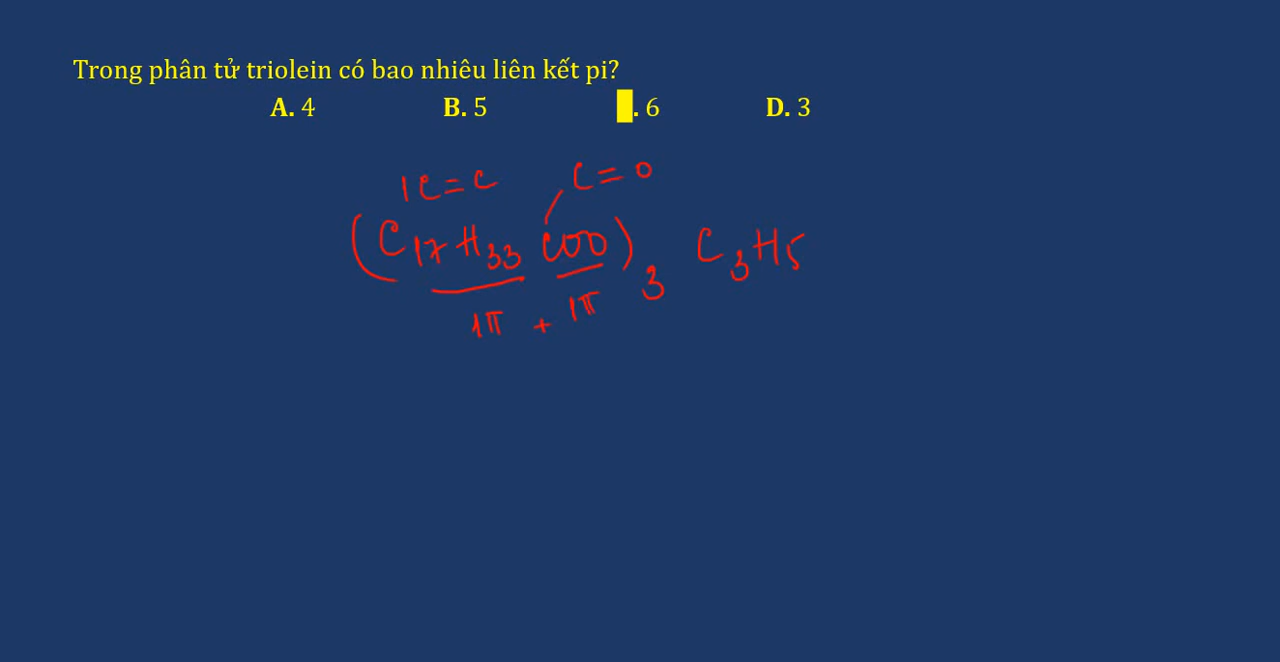 Trong phân tử triolein có bao nhiêu liên kết pi?
A. 4 B. 5 . 6 D. 3
1C=C C=O
(C17H33COO)3 C3H5
1π + 1π